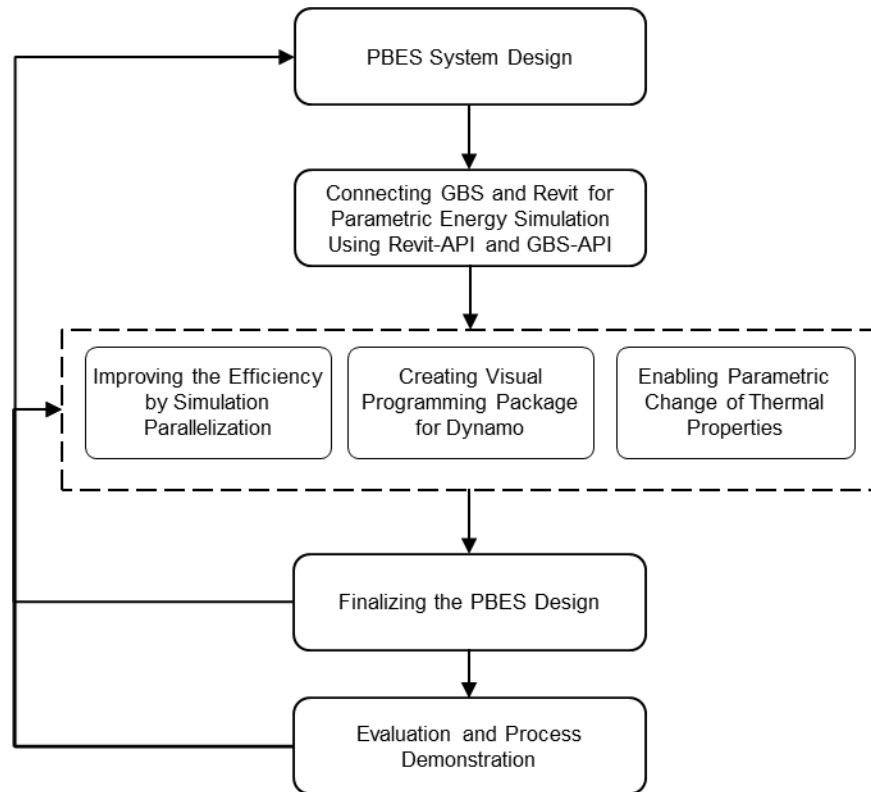 PBES System Design
Connecting GBS and Revit for
Parametric Energy Simulation
Using Revit-API and GBS-API
Improving the Efficiency
by Simulation
Parallelization
Creating Visual
Programming Package
for Dynamo
Enabling Parametric
Change of Thermal
Properties
Finalizing the PBES Design
Evaluation and Process
Demonstration